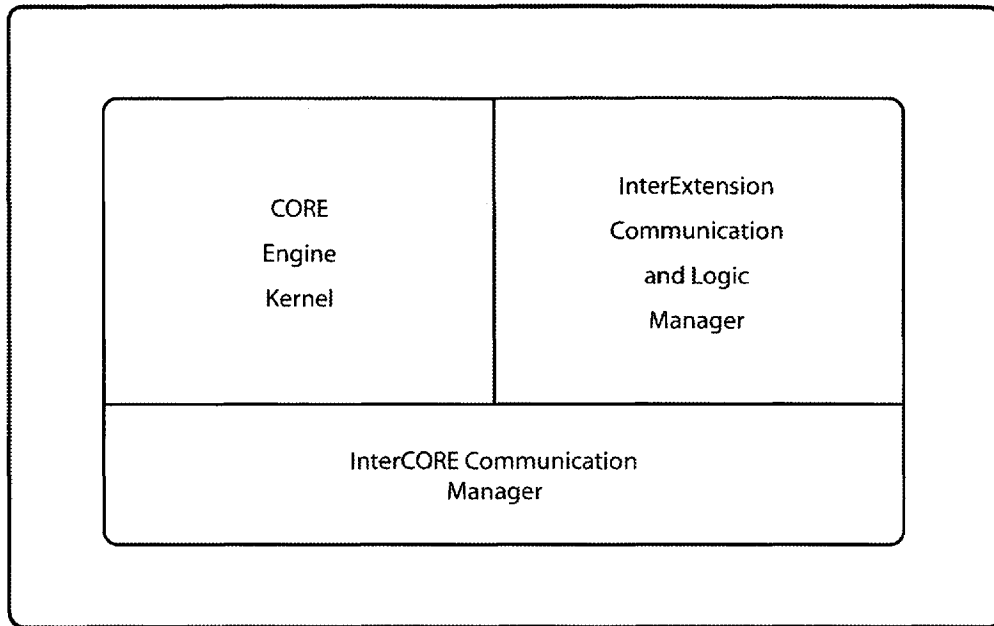 CORE
Engine
Kernel
InterExtension
Communication
and Logic
Manager
InterCORE Communication
Manager